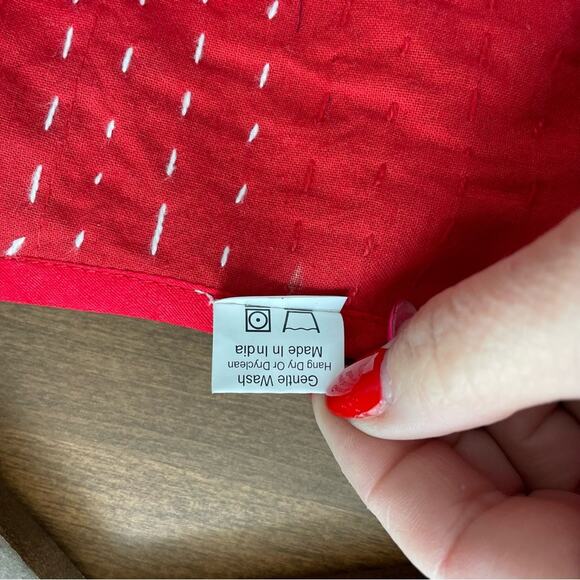 Gentle Wash
Hang Dry Or Dryclean
Made In India